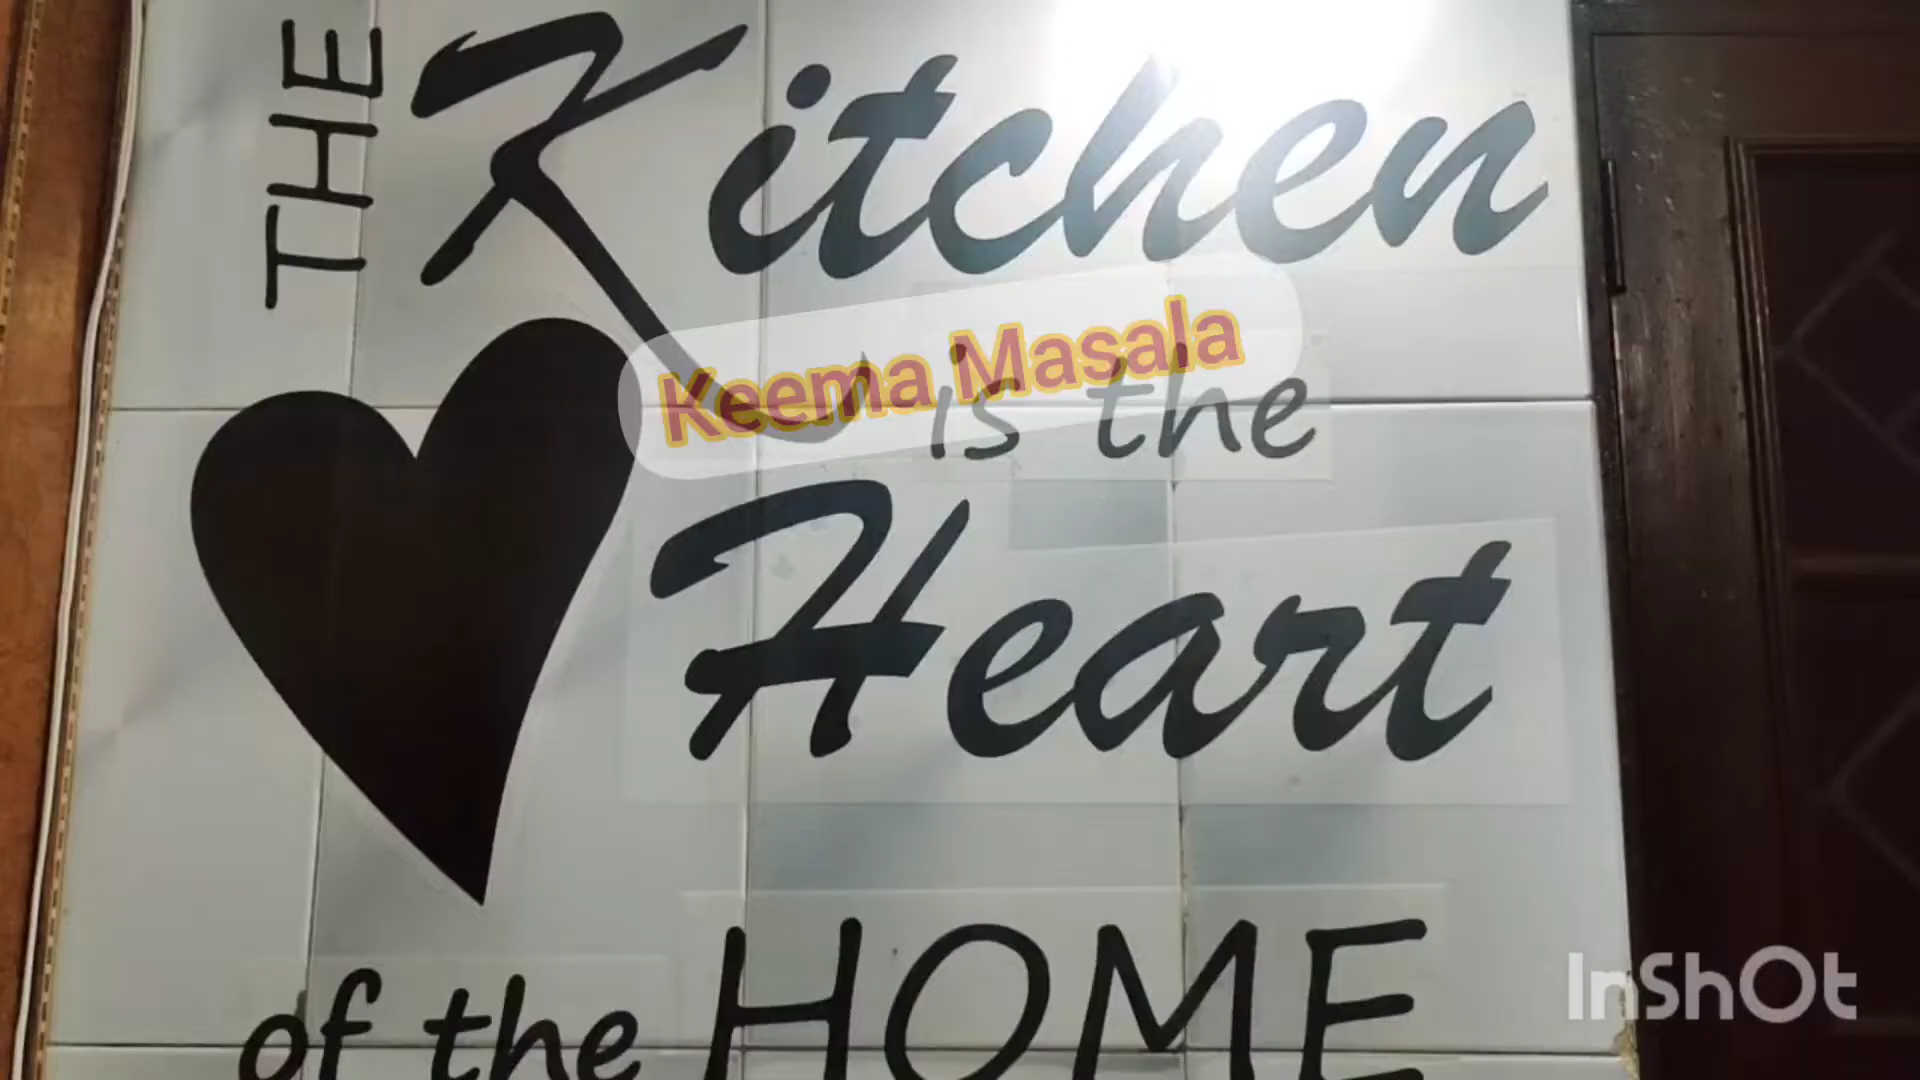 THE Kitchen
Keema Masala
is the
Heart
of the HOME
InShOt